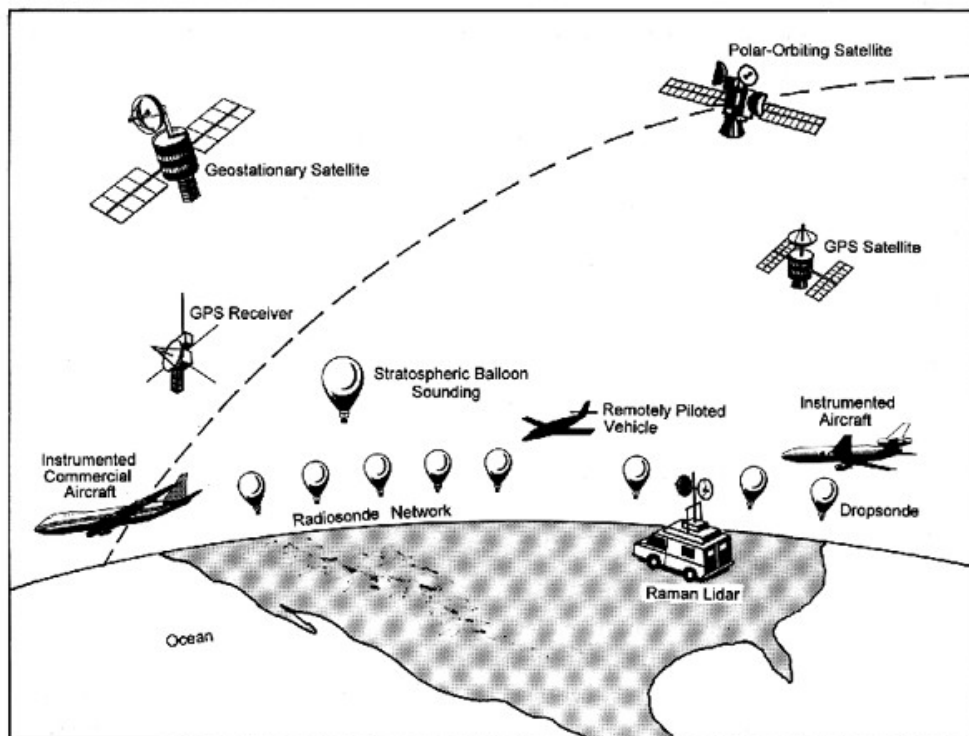 Polar-Orbiting Satellite
Geostationary Satellite
GPS Satellite
GPS Receiver
Stratospheric Balloon
Sounding
Remotely Piloted
Vehicle
Instrumented
Aircraft
Instrumented
Commercial
Aircraft
Radiosonde Network
Dropsonde
Raman Lidar
Ocean